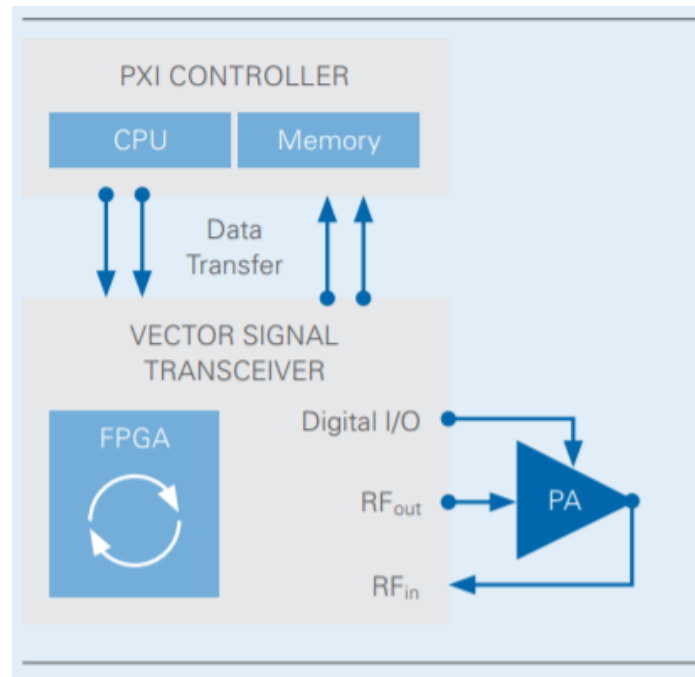 PXI CONTROLLER
CPU
Memory
Data
Transfer
VECTOR SIGNAL
TRANSCEIVER
FPGA
Digital I/O
RFout
PA
RFin